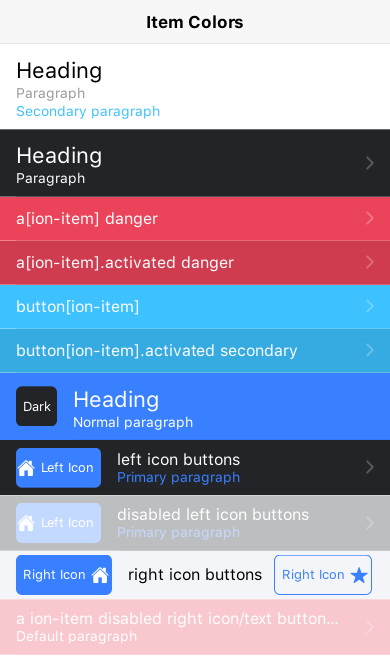 Item Colors
Heading
Paragraph
Secondary paragraph
Heading
Paragraph
a[ion-item] danger
a[ion-item].activated danger
button[ion-item]
button[ion-item].activated secondary
Dark
Heading
Normal paragraph
Left Icon
left icon buttons
Primary paragraph
Left Icon
disabled left icon buttons
Primary paragraph
Right Icon
right icon buttons
Right Icon
a ion-item disabled right icon/text button...
Default paragraph